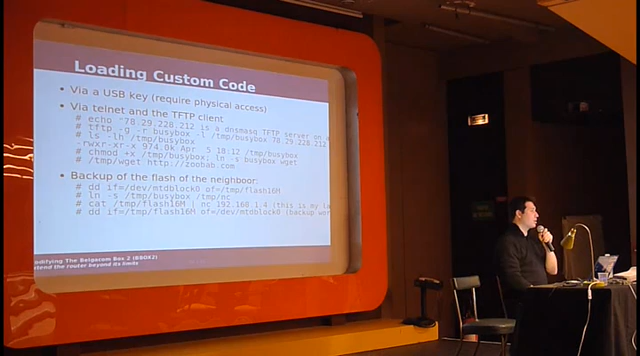 Loading Custom Code
• Via a USB key (require physical access)
• Via telnet and the TFTP client
# echo "78.29.228.212 is a dnsmasq TFTP server on a
# tftp -g -r busybox -l /tmp/busybox 78.29.228.212
# ls -lh /tmp/busybox
-rwxr-xr-x 974.0k Apr 5 18:12 /tmp/busybox
# chmod +x /tmp/busybox; ln -s busybox wget
# /tmp/wget http://zoobab.com
• Backup of the flash of the neighbor:
# dd if=/dev/mtdblock0 of=/tmp/flash16M
# ln -s /tmp/busybox /tmp/nc
# cat /tmp/flash16M | nc 192.168.1.4 (this is my la
# dd if=/tmp/flash16M of=/dev/mtdblock0 (backup wor
odifying The Belgacom Box 2 (BBOX2)
xtend the router beyond its limits